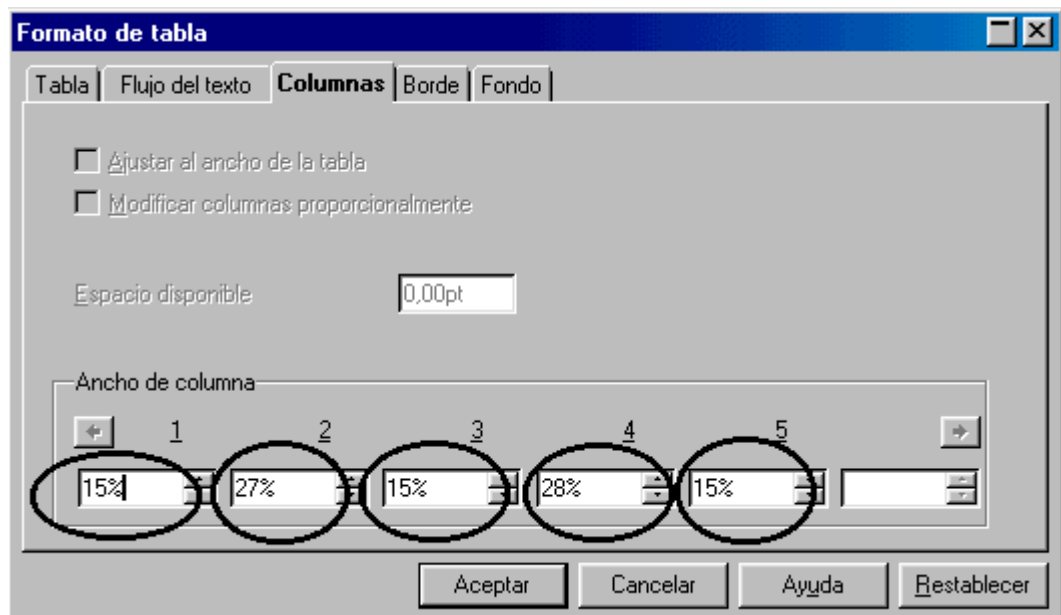 Formato de tabla
Tabla Flujo del texto Columnas Borde Fondo
Ajustar al ancho de la tabla
Modificar columnas proporcionalmente
Espacio disponible 0,00pt
Ancho de columna
1 2 3 4 5
15% 27% 15% 28% 15%
Aceptar Cancelar Ayuda Restablecer